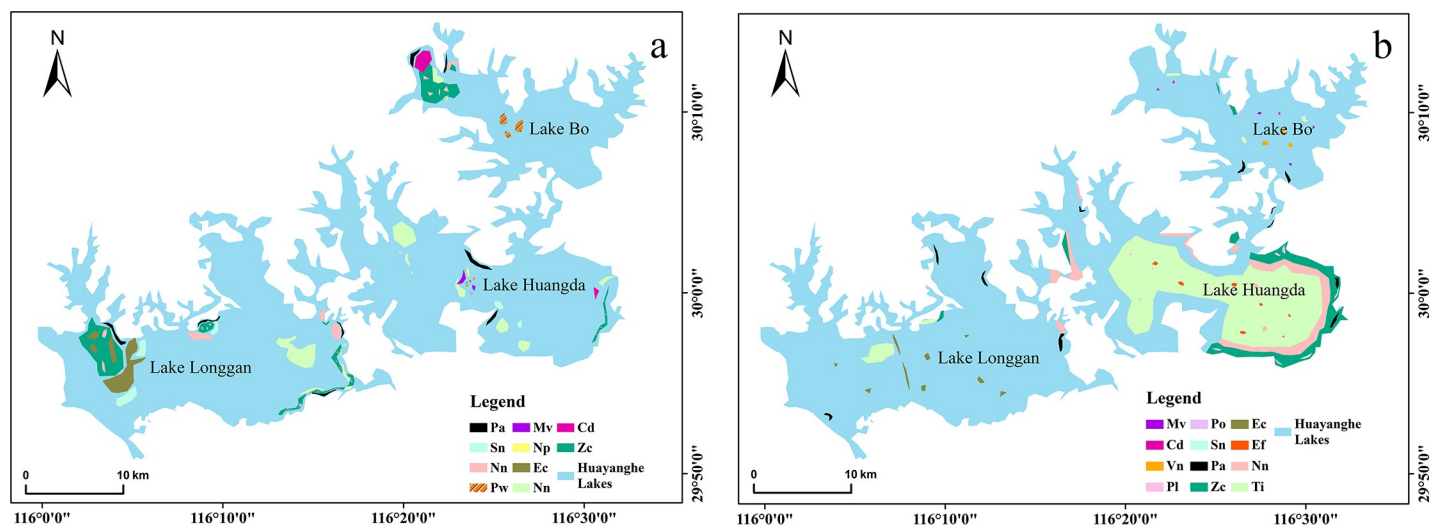 N
a
Lake Bo
Lake Huangda
Lake Longgan
Legend
Pa Mv Cd
Sn Np Zc
Nn Ec Huayanghe
Pw Nn Lakes
0 10 km
30°10'0"
30°0'0"
29°50'0"
116°0'0" 116°10'0" 116°20'0" 116°30'0"
N
b
Lake Bo
Lake Huangda
Lake Longgan
Legend
Mv Po Ec Huayanghe
Cd Sn Ef Lakes
Vn Pa Nn
Pl Zc Ti
0 10 km
30°10'0"
30°0'0"
29°50'0"
116°0'0" 116°10'0" 116°20'0" 116°30'0"